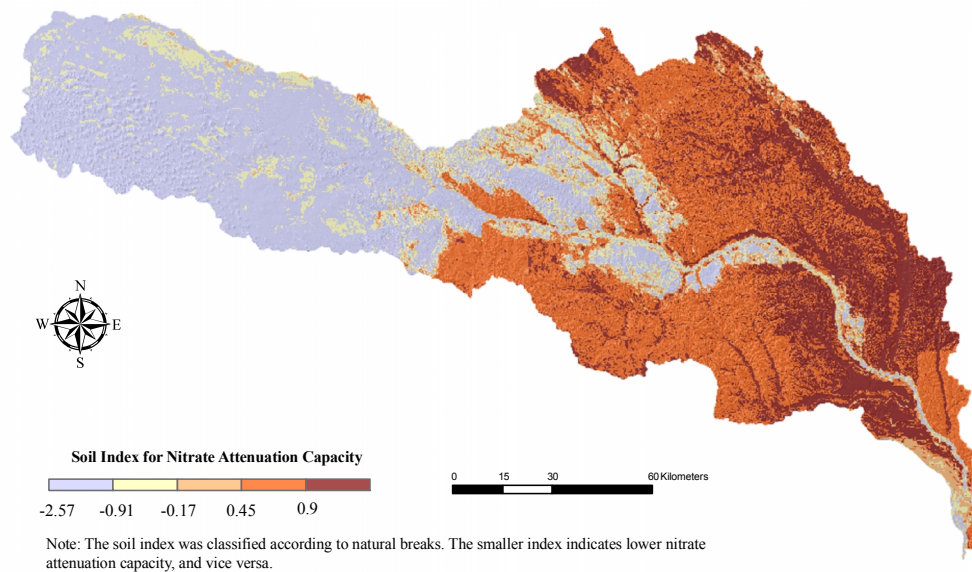 N
W E
S
Soil Index for Nitrate Attenuation Capacity
-2.57 -0.91 -0.17 0.45 0.9
0 15 30 60 Kilometers
Note: The soil index was classified according to natural breaks. The smaller index indicates lower nitrate
attenuation capacity, and vice versa.